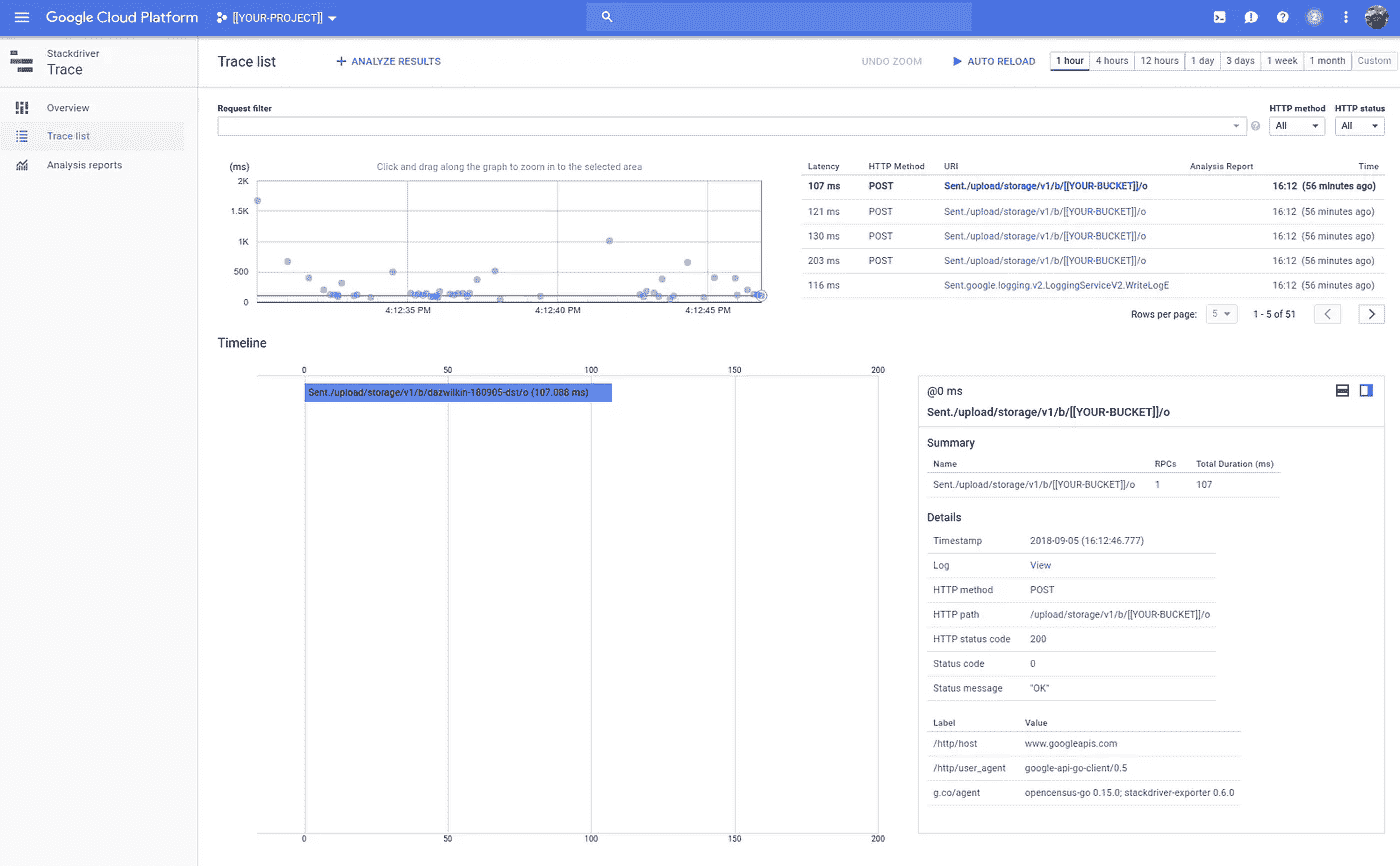 Google Cloud Platform [[YOUR-PROJECT]] 2
Stackdriver
Trace
Overview
Trace list
Analysis reports
Trace list ANALYZE RESULTS UNDO ZOOM AUTO RELOAD 1 hour 4 hours 12 hours 1 day 3 days 1 week 1 month Custom
Request filter HTTP method HTTP status
All All
(ms) Click and drag along the graph to zoom in to the selected area
2K
1.5K
1K
500
0
4:12:35 PM 4:12:40 PM 4:12:45 PM
Latency HTTP Method URI Analysis Report Time
107 ms POST Sent./upload/storage/v1/b/[[YOUR-BUCKET]]/o 16:12 (56 minutes ago)
121 ms POST Sent./upload/storage/v1/b/[[YOUR-BUCKET]]/o 16:12 (56 minutes ago)
130 ms POST Sent./upload/storage/v1/b/[[YOUR-BUCKET]]/o 16:12 (56 minutes ago)
203 ms POST Sent./upload/storage/v1/b/[[YOUR-BUCKET]]/o 16:12 (56 minutes ago)
116 ms Sent.google.logging.v2.LoggingServiceV2.WriteLogE 16:12 (56 minutes ago)
Rows per page: 5 1 - 5 of 51
Timeline
0 50 100 150 200
Sent./upload/storage/v1/b/dazwilkin-180905-dst/o (107.088 ms)
0 50 100 150 200
@0 ms
Sent./upload/storage/v1/b/[[YOUR-BUCKET]]/o
Summary
Name RPCs Total Duration (ms)
Sent./upload/storage/v1/b/[[YOUR-BUCKET]]/o 1 107
Details
Timestamp 2018-09-05 (16:12:46.777)
Log View
HTTP method POST
HTTP path /upload/storage/v1/b/[[YOUR-BUCKET]]/o
HTTP status code 200
Status code 0
Status message "OK"
Label Value
/http/host www.googleapis.com
/http/user_agent google-api-go-client/0.5
g.co/agent opencensus-go 0.15.0; stackdriver-exporter 0.6.0